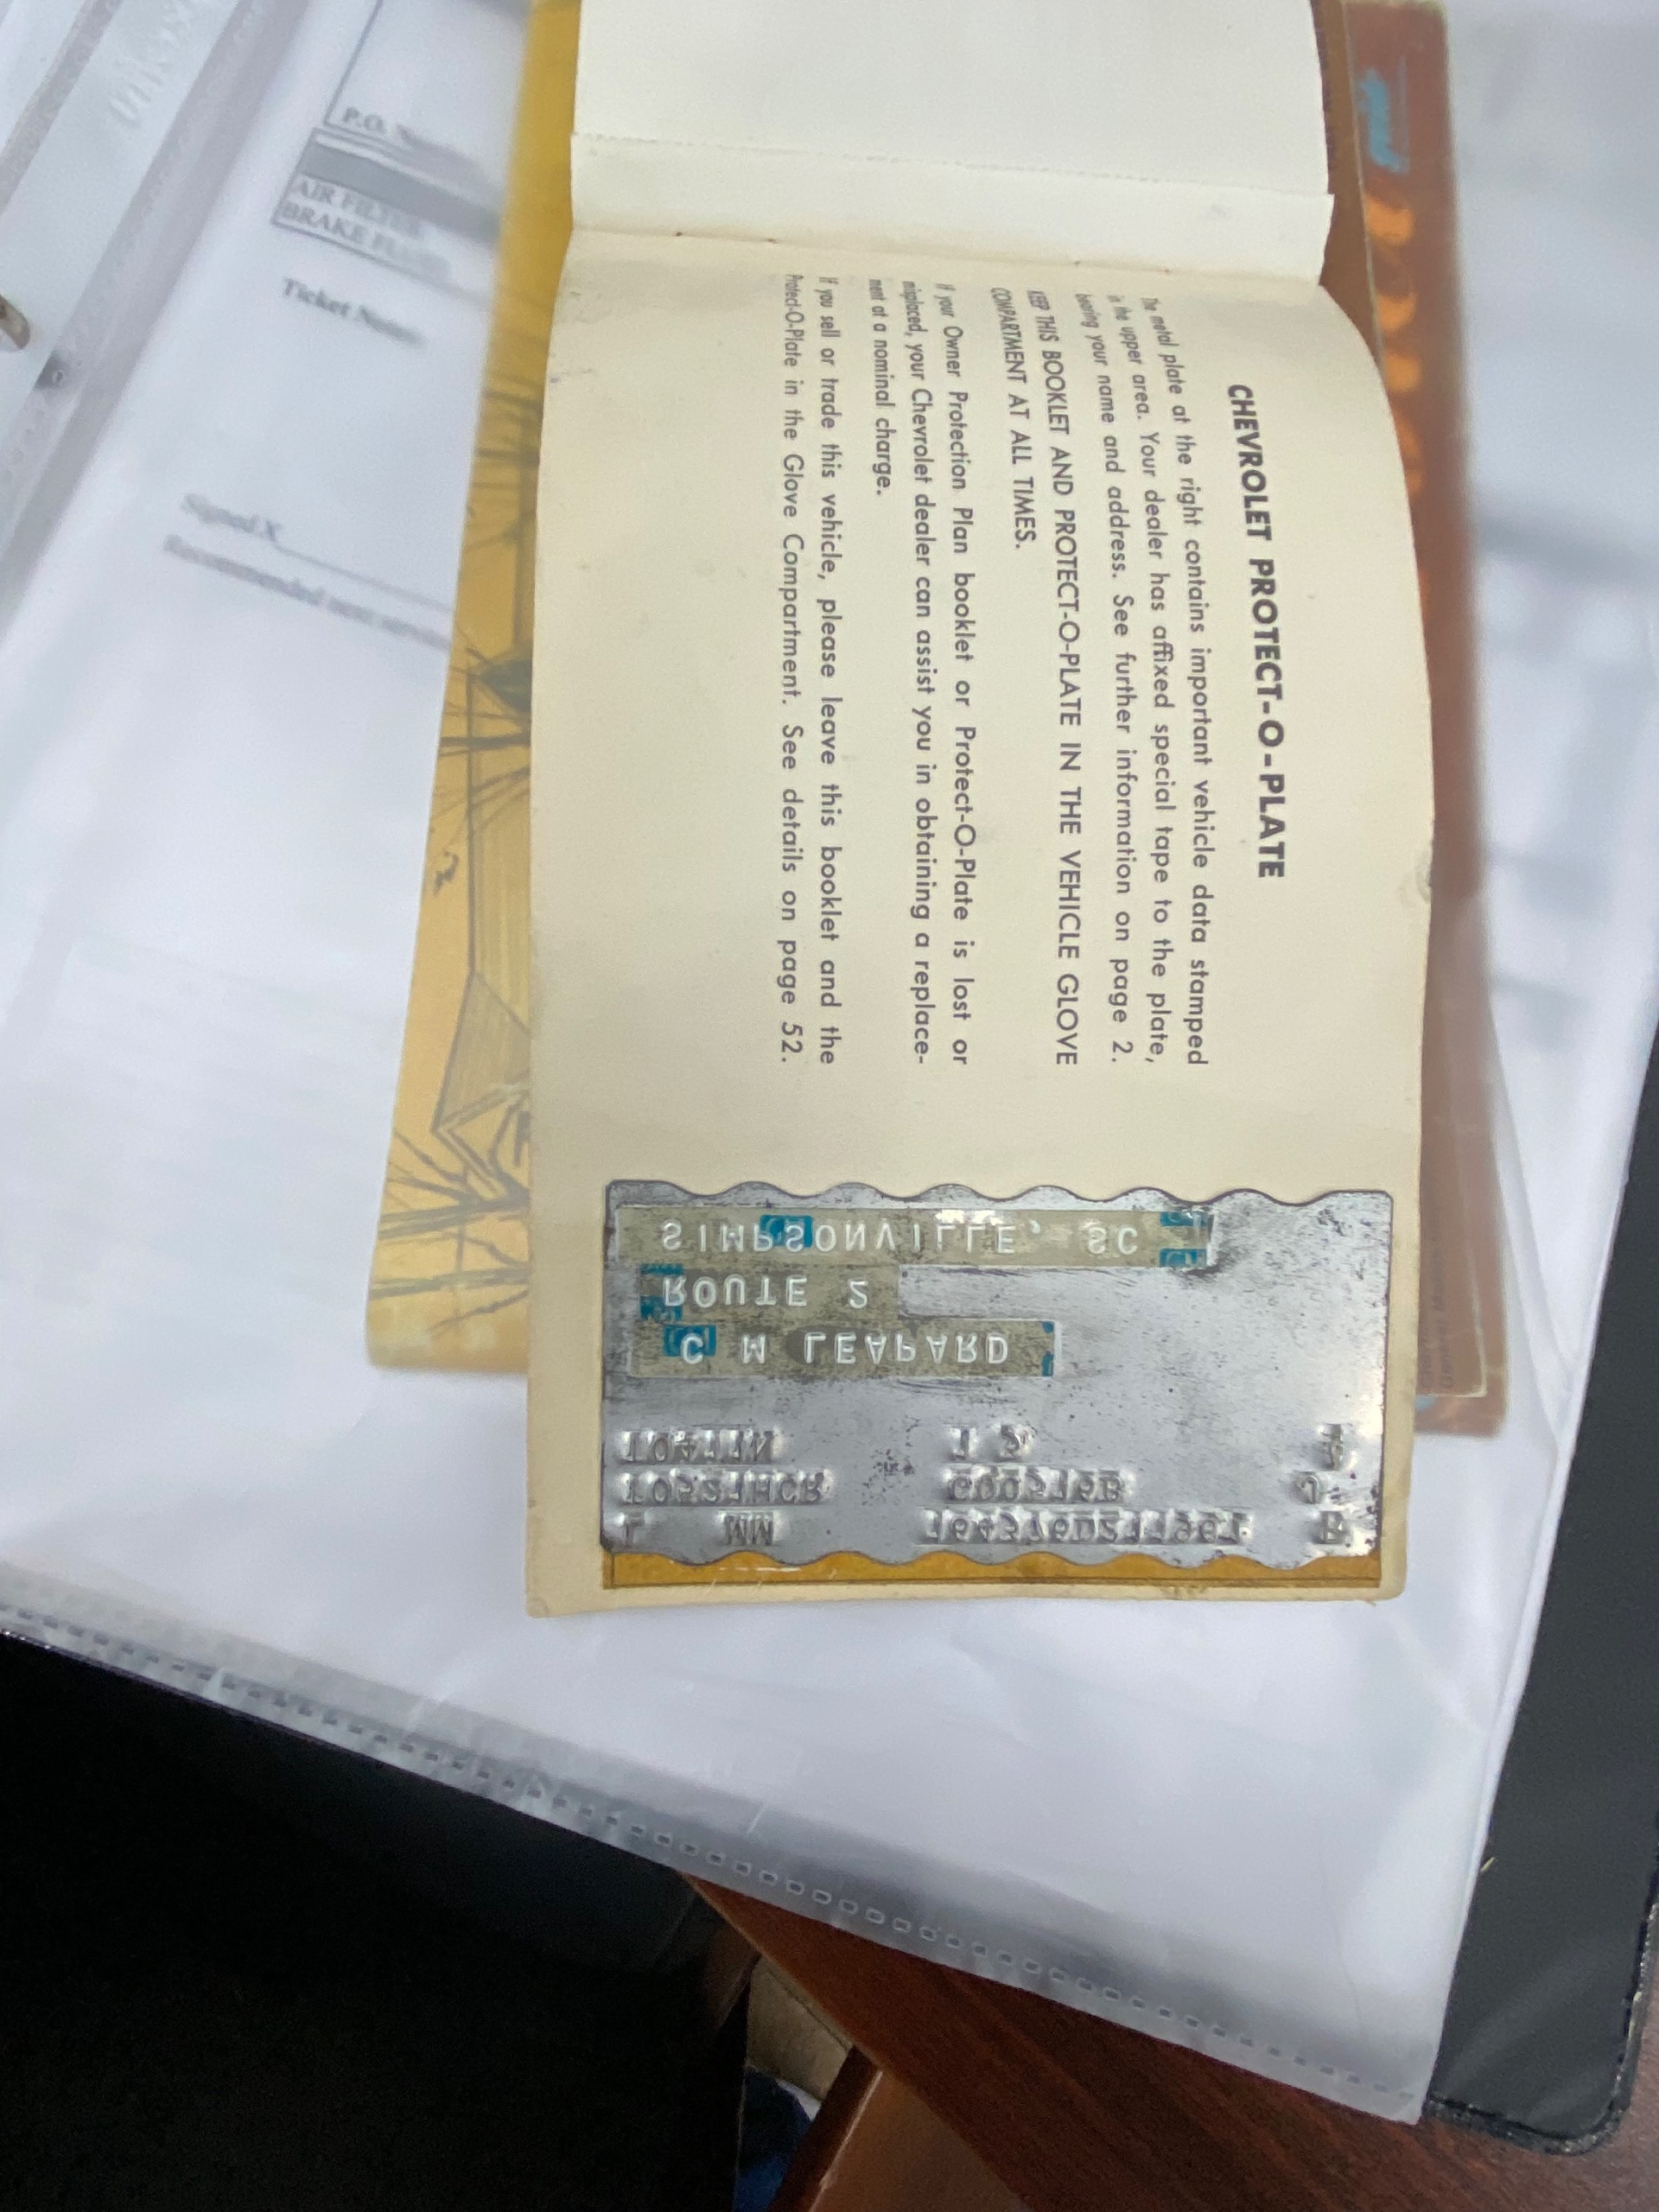 P.O.
AIR FILTER
BRAKE FLUID
Ticket Notes:
Signed X
Recommended next service
CHEVROLET PROTECT-O-PLATE
The metal plate at the right contains important vehicle data stamped
in the upper area. Your dealer has affixed special tape to the plate,
bearing your name and address. See further information on page 2.
KEEP THIS BOOKLET AND PROTECT-O-PLATE IN THE VEHICLE GLOVE
COMPARTMENT AT ALL TIMES.
If your Owner Protection Plan booklet or Protect-O-Plate is lost or
misplaced, your Chevrolet dealer can assist you in obtaining a replace-
ment at a nominal charge.
If you sell or trade this vehicle, please leave this booklet and the
Protect-O-Plate in the Glove Compartment. See details on page 52.
C M LEAPARD
ROUTE 2
SIMPSONVILLE, SC